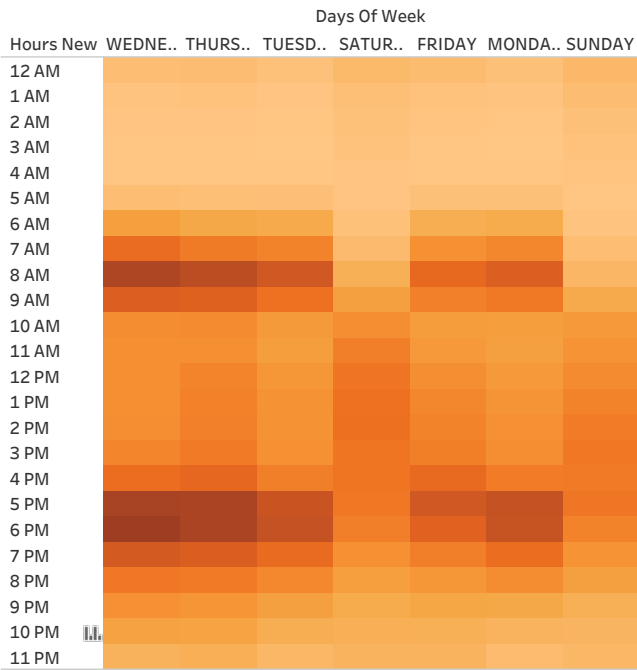 Days Of Week
Hours New WEDNE.. THURS.. TUESD.. SATUR.. FRIDAY MONDA.. SUNDAY
12 AM
1 AM
2 AM
3 AM
4 AM
5 AM
6 AM
7 AM
8 AM
9 AM
10 AM
11 AM
12 PM
1 PM
2 PM
3 PM
4 PM
5 PM
6 PM
7 PM
8 PM
9 PM
10 PM
11 PM